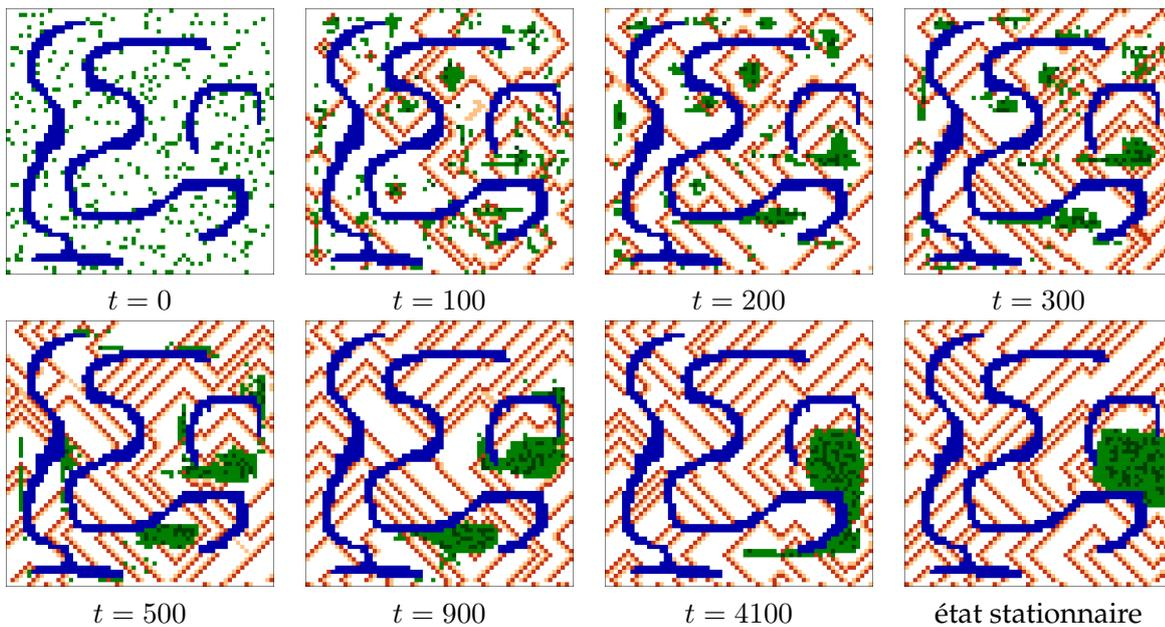 t = 0 t = 100 t = 200 t = 300
t = 500 t = 900 t = 4100 état stationnaire